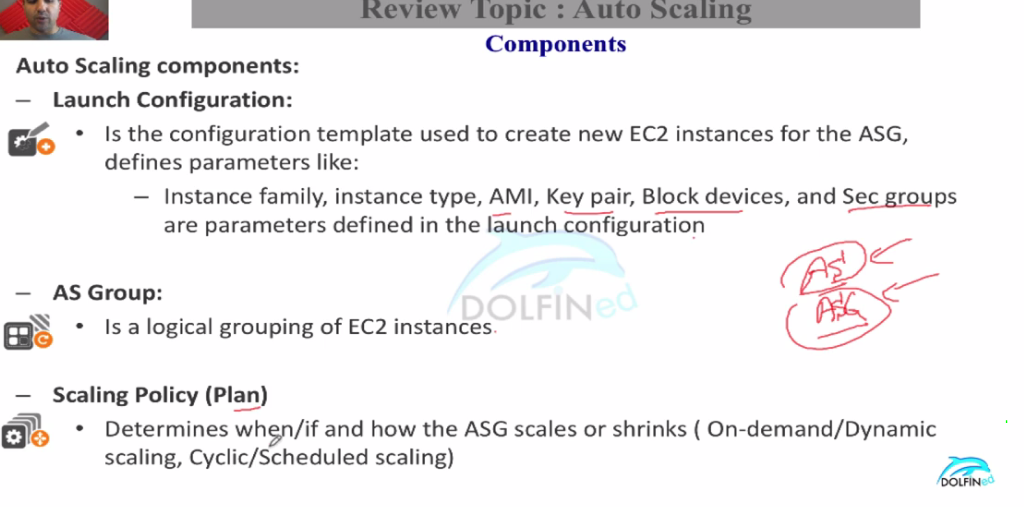 Review Topic : Auto Scaling
Components
Auto Scaling components:
– Launch Configuration:
• Is the configuration template used to create new EC2 instances for the ASG,
defines parameters like:
– Instance family, instance type, AMI, Key pair, Block devices, and Sec groups
are parameters defined in the launch configuration
AS
ASG
DOLFINed
– AS Group:
• Is a logical grouping of EC2 instances.
– Scaling Policy (Plan)
• Determines when/if and how the ASG scales or shrinks ( On-demand/Dynamic
scaling, Cyclic/Scheduled scaling)
DOLFINed